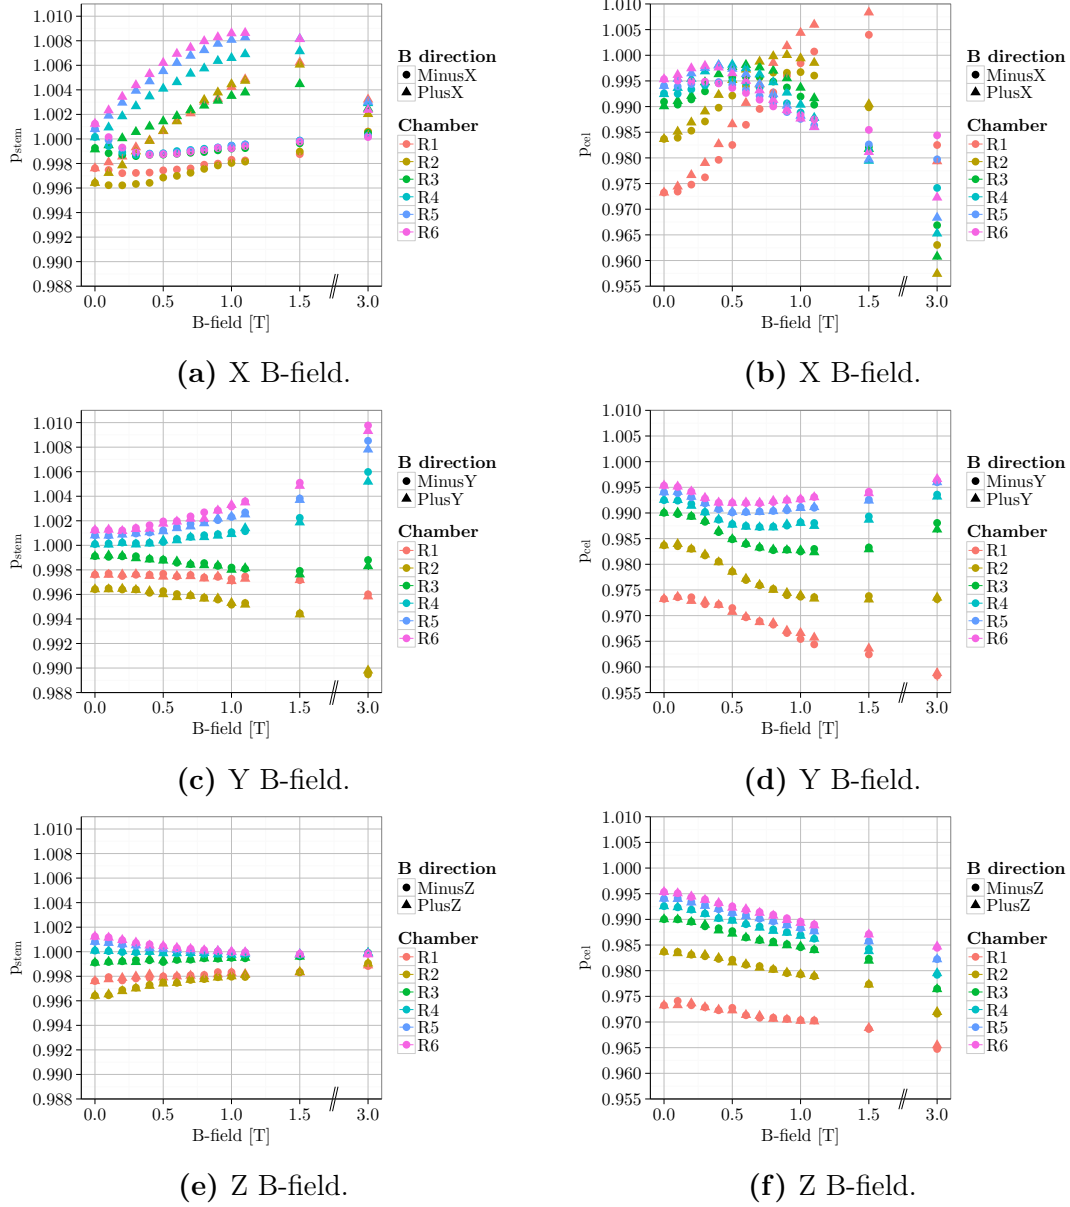 1.010
1.008
1.006
1.004
1.002
1.000
0.998
0.996
0.994
0.992
0.990
0.988
p_stem
0.0 0.5 1.0 1.5 3.0
B-field [T]
B direction
MinusX
PlusX
Chamber
R1
R2
R3
R4
R5
R6
(a) X B-field.
1.010
1.005
1.000
0.995
0.990
0.985
0.980
0.975
0.970
0.965
0.960
0.955
p_cel
0.0 0.5 1.0 1.5 3.0
B-field [T]
B direction
MinusX
PlusX
Chamber
R1
R2
R3
R4
R5
R6
(b) X B-field.
1.010
1.008
1.006
1.004
1.002
1.000
0.998
0.996
0.994
0.992
0.990
0.988
p_stem
0.0 0.5 1.0 1.5 3.0
B-field [T]
B direction
MinusY
PlusY
Chamber
R1
R2
R3
R4
R5
R6
(c) Y B-field.
1.010
1.005
1.000
0.995
0.990
0.985
0.980
0.975
0.970
0.965
0.960
0.955
p_cel
0.0 0.5 1.0 1.5 3.0
B-field [T]
B direction
MinusY
PlusY
Chamber
R1
R2
R3
R4
R5
R6
(d) Y B-field.
1.010
1.008
1.006
1.004
1.002
1.000
0.998
0.996
0.994
0.992
0.990
0.988
p_stem
0.0 0.5 1.0 1.5 3.0
B-field [T]
B direction
MinusZ
PlusZ
Chamber
R1
R2
R3
R4
R5
R6
(e) Z B-field.
1.010
1.005
1.000
0.995
0.990
0.985
0.980
0.975
0.970
0.965
0.960
0.955
p_cel
0.0 0.5 1.0 1.5 3.0
B-field [T]
B direction
MinusZ
PlusZ
Chamber
R1
R2
R3
R4
R5
R6
(f) Z B-field.